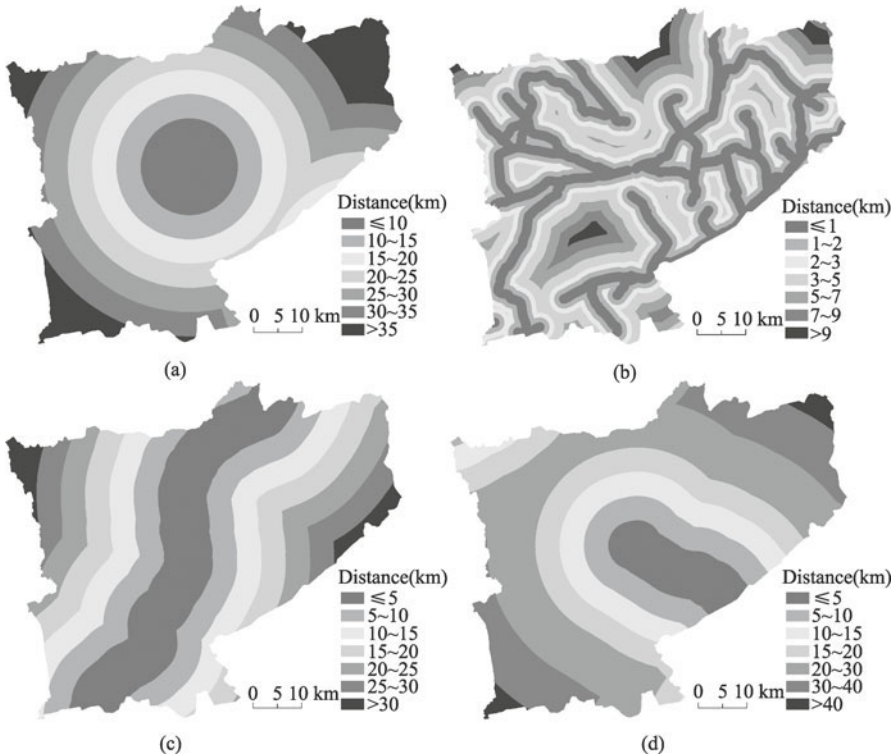 Distance(km)
≤10
10~15
15~20
20~25
25~30
30~35
>35
0 5 10 km
(a)
Distance(km)
≤1
1~2
2~3
3~5
5~7
7~9
>9
0 5 10 km
(b)
Distance(km)
≤5
5~10
10~15
15~20
20~25
25~30
>30
0 5 10 km
(c)
Distance(km)
≤5
5~10
10~15
15~20
20~30
30~40
>40
0 5 10 km
(d)